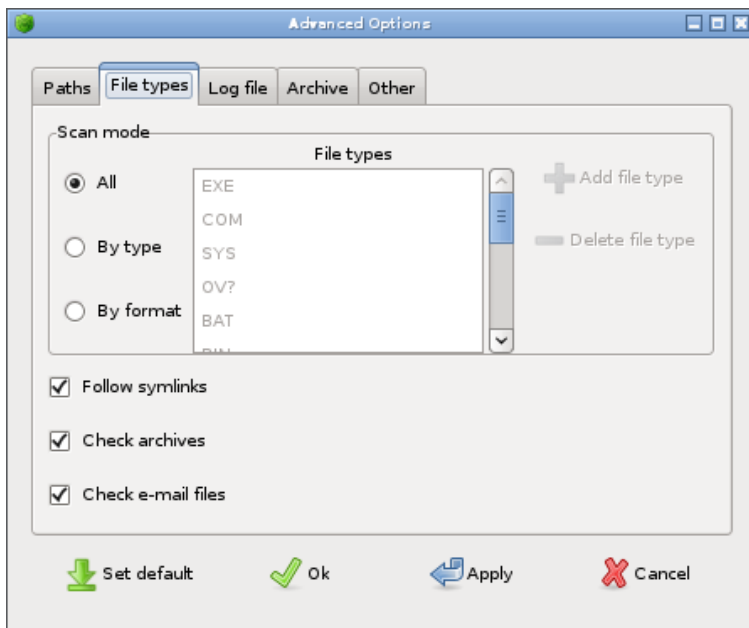 Advanced Options
Paths File types Log file Archive Other
Scan mode
File types
All
By type
By format
EXE
COM
SYS
OV?
BAT
Add file type
Delete file type
Follow symlinks
Check archives
Check e-mail files
Set default Ok Apply Cancel